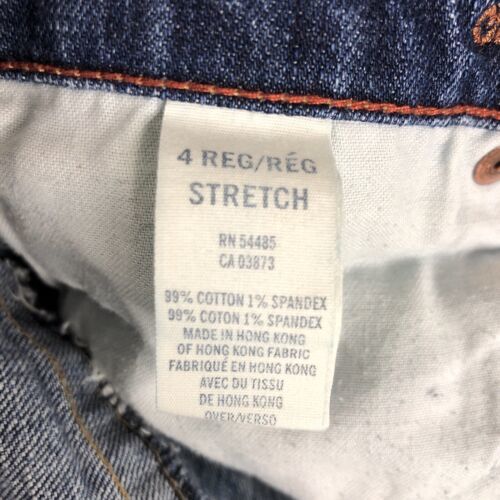 4 REG/RÉG
STRETCH
RN 54485
CA 03873
99% COTTON 1% SPANDEX
99% COTTON 1% SPANDEX
MADE IN HONG KONG
OF HONG KONG FABRIC
FABRIQUÉ EN HONG KONG
AVEC DU TISSU
DE HONG KONG
OVER/VERSO